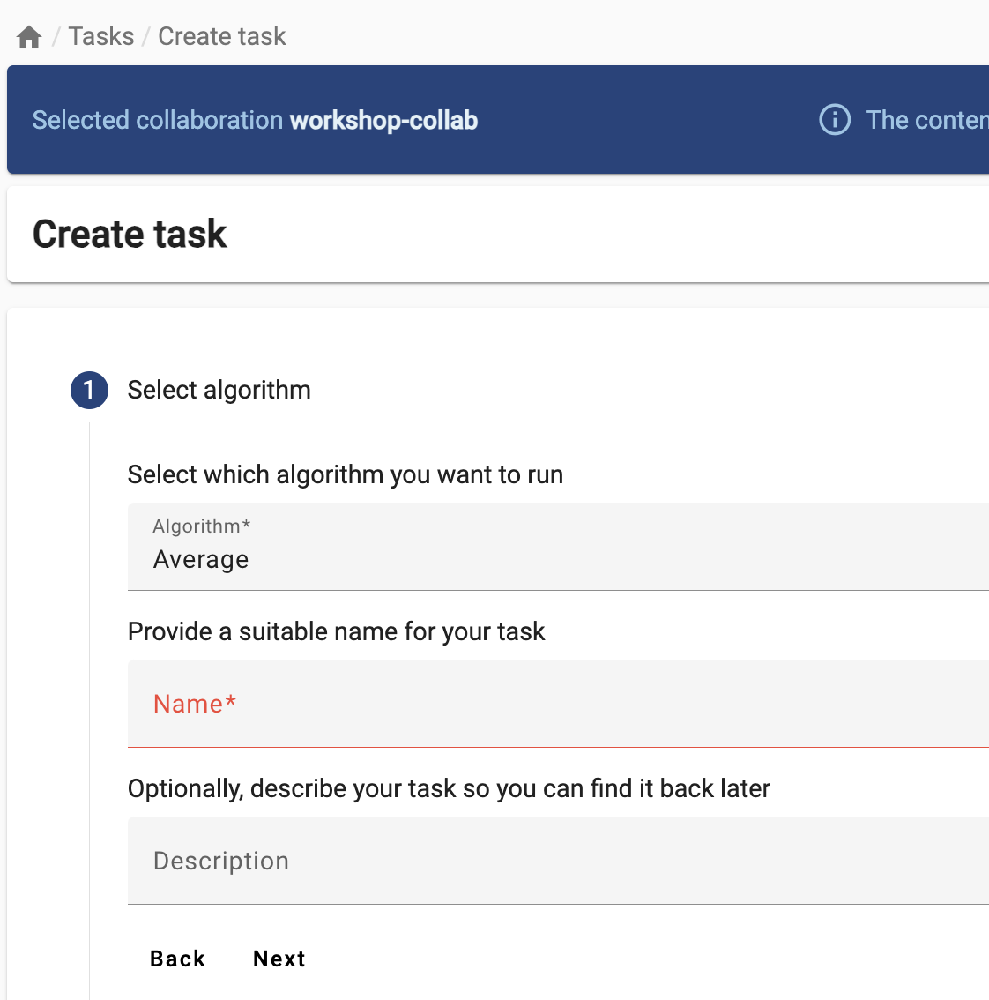 / Tasks / Create task
Selected collaboration workshop-collab
The conten
Create task
1 Select algorithm
Select which algorithm you want to run
Algorithm*
Average
Provide a suitable name for your task
Name*
Optionally, describe your task so you can find it back later
Description
Back Next